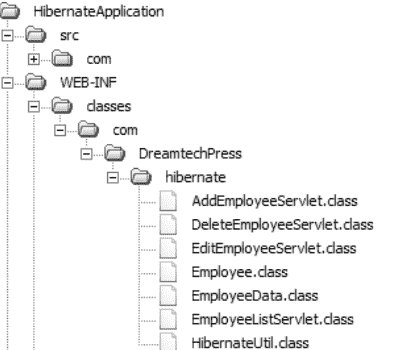 HibernateApplication
src
com
WEB-INF
classes
com
DreamtechPress
hibernate
AddEmployeeServlet.class
DeleteEmployeeServlet.class
EditEmployeeServlet.class
Employee.class
EmployeeData.class
EmployeeListServlet.class
HibernateUtil.class